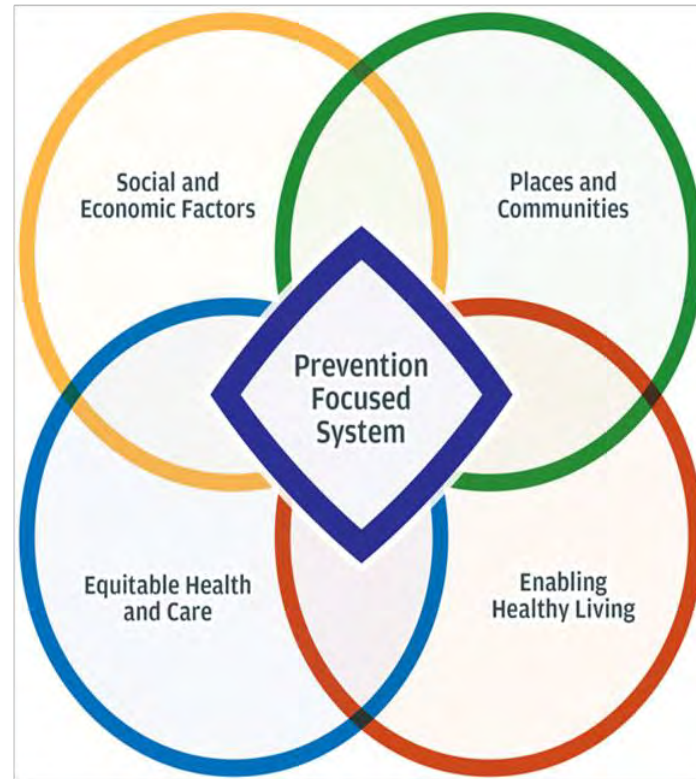 Social and
Economic Factors
Places and
Communities
Prevention
Focused
System
Equitable Health
and Care
Enabling
Healthy Living